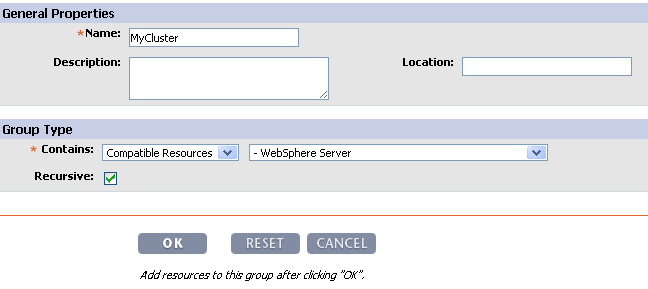 General Properties
* Name: MyCluster
Description: Location:
Group Type
* Contains: Compatible Resources - WebSphere Server
Recursive:
OK RESET CANCEL
Add resources to this group after clicking "OK".